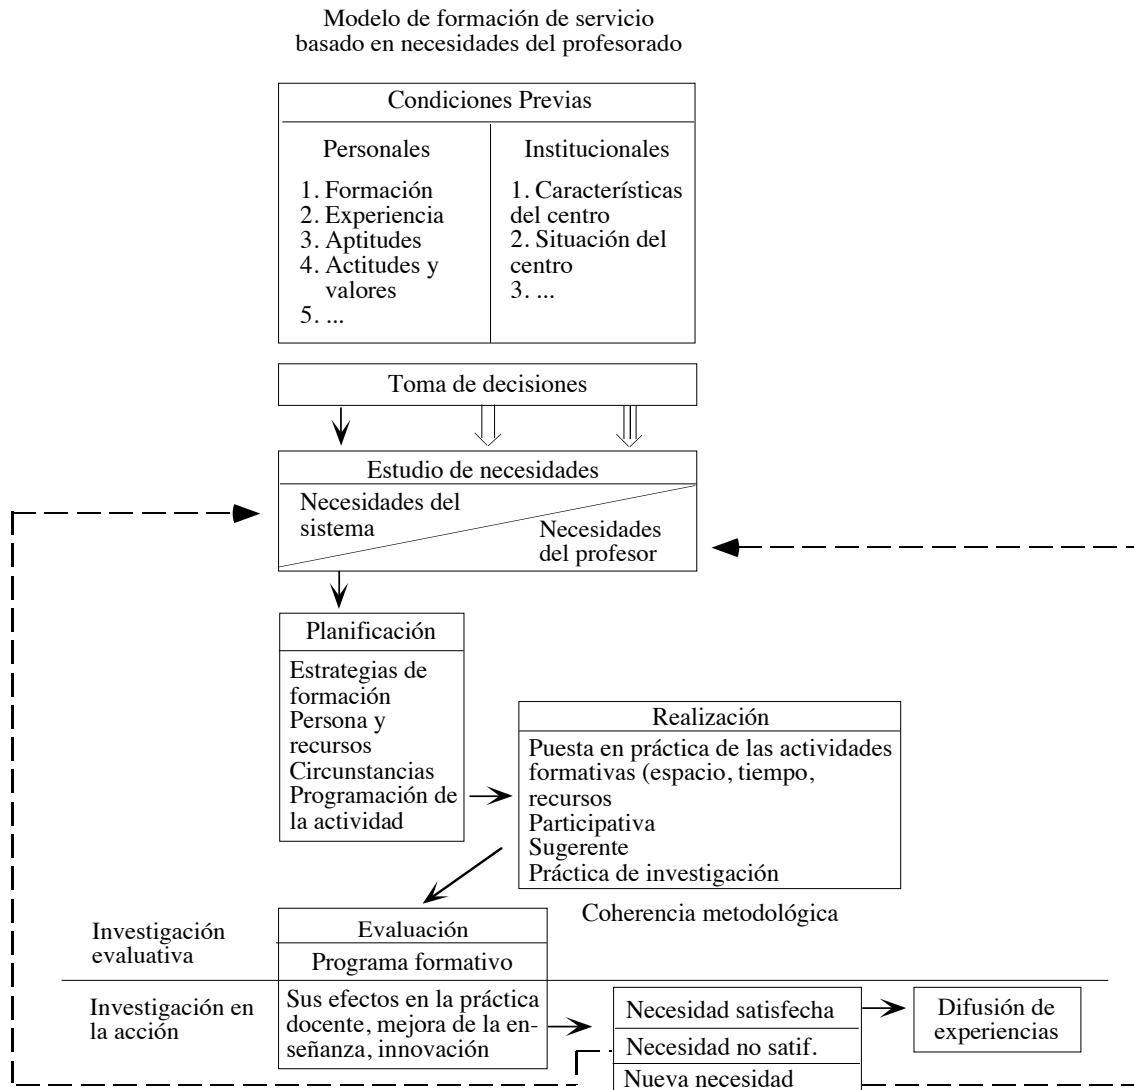 Modelo de formación de servicio
basado en necesidades del profesorado
Condiciones Previas
Personales
1. Formación
2. Experiencia
3. Aptitudes
4. Actitudes y
valores
5. ...
Institucionales
1. Características
del centro
2. Situación del
centro
3. ...
Toma de decisiones
Estudio de necesidades
Necesidades del
sistema
Necesidades
del profesor
Planificación
Estrategias de
formación
Persona y
recursos
Circunstancias
Programación de
la actividad
Realización
Puesta en práctica de las actividades
formativas (espacio, tiempo,
recursos
Participativa
Sugerente
Práctica de investigación
Coherencia metodológica
Investigación
evaluativa
Evaluación
Programa formativo
Investigación en
la acción
Sus efectos en la práctica
docente, mejora de la en-
señanza, innovación
Necesidad satisfecha
Necesidad no satif.
Nueva necesidad
Difusión de
experiencias